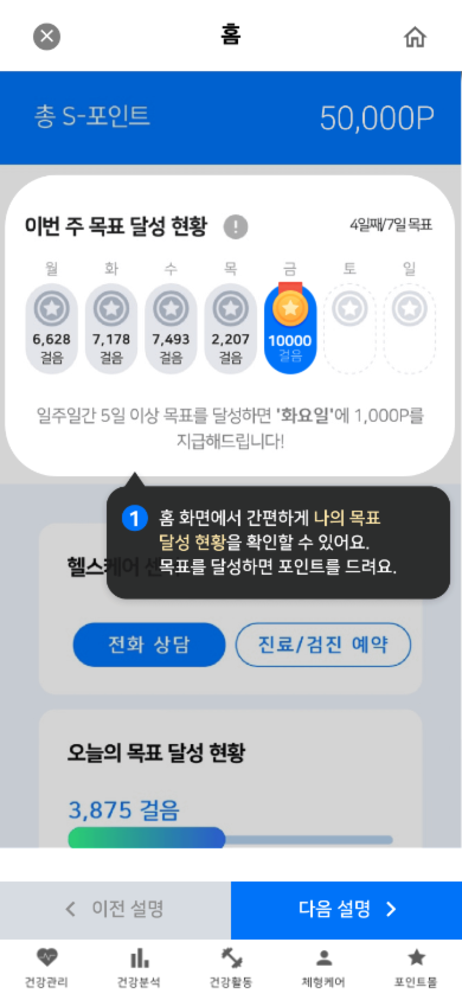 홈
총 S-포인트 50,000P
이번 주 목표 달성 현황 ! 4일째/7일 목표
월 화 수 목 금 토 일
6,628 7,178 7,493 2,207 10000
걸음 걸음 걸음 걸음 걸음
일주일간 5일 이상 목표를 달성하면 '화요일'에 1,000P를
지급해드립니다!
1 홈 화면에서 간편하게 나의 목표
달성 현황을 확인할 수 있어요.
목표를 달성하면 포인트를 드려요.
헬스케어
전화 상담 진료/검진 예약
오늘의 목표 달성 현황
3,875 걸음
이전 설명 다음 설명
건강관리 건강분석 건강활동 체형케어 포인트몰